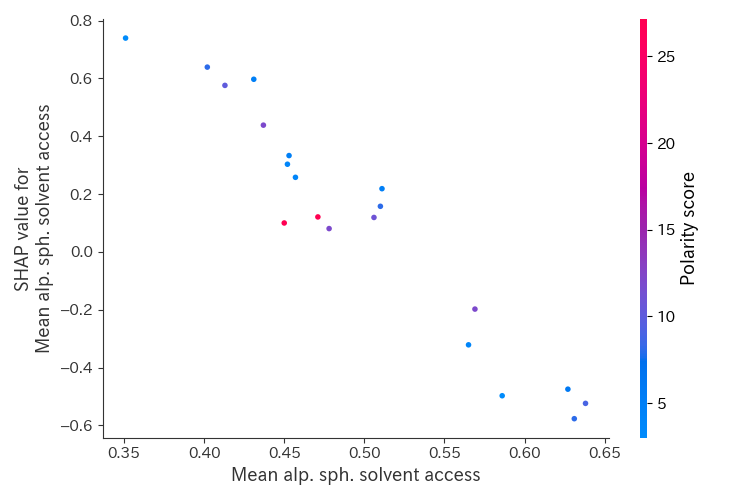 0.8
0.6
0.4
0.2
0.0
−0.2
−0.4
−0.6
SHAP value for
Mean alp. sph. solvent access
0.35 0.40 0.45 0.50 0.55 0.60 0.65
Mean alp. sph. solvent access
25
20
15
10
5
Polarity score